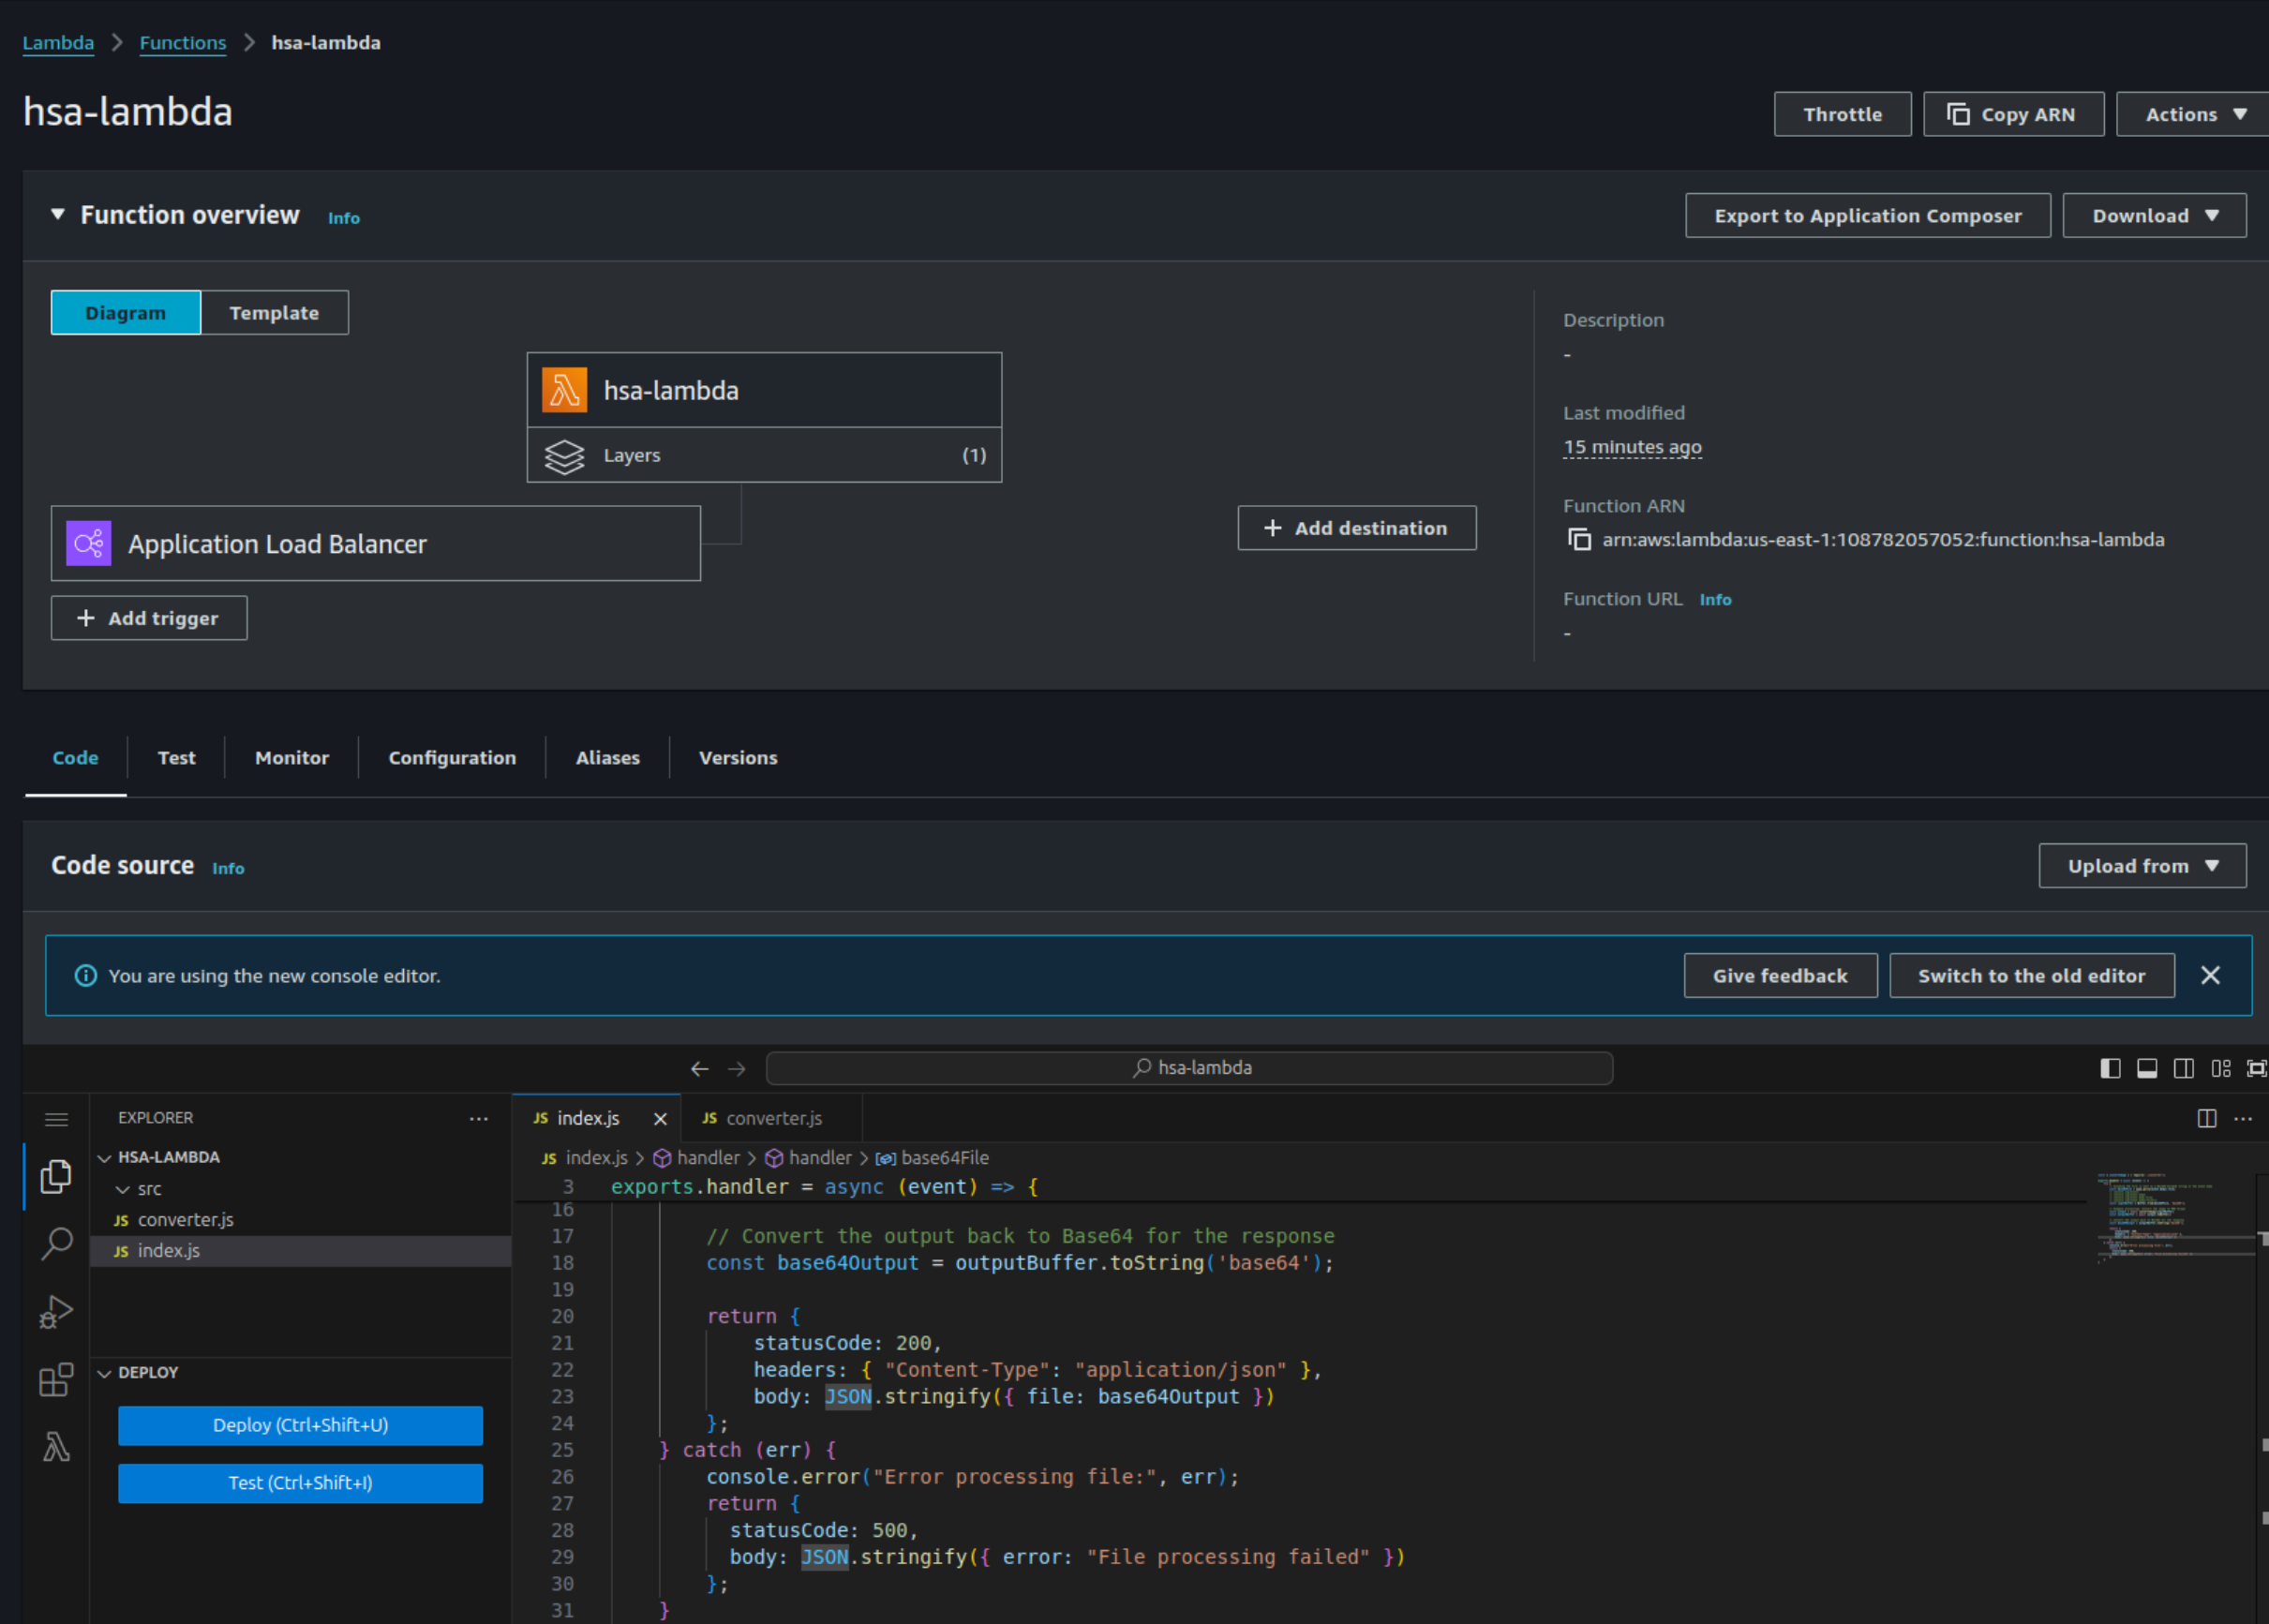 Lambda > Functions > hsa-lambda
hsa-lambda
Throttle Copy ARN Actions
Function overview Info
Export to Application Composer Download
Diagram Template
hsa-lambda
Layers (1)
Application Load Balancer
+ Add trigger
+ Add destination
Description
-
Last modified
15 minutes ago
Function ARN
arn:aws:lambda:us-east-1:108782057052:function:hsa-lambda
Function URL Info
-
Code Test Monitor Configuration Aliases Versions
Code source Info
Upload from
You are using the new console editor.
Give feedback Switch to the old editor
hsa-lambda
EXPLORER
HSA-LAMBDA
src
JS converter.js
JS index.js
DEPLOY
Deploy (Ctrl+Shift+U)
Test (Ctrl+Shift+I)
JS index.js JS converter.js
JS index.js > handler > handler > base64File
3 exports.handler = async (event) => {
16
17 // Convert the output back to Base64 for the response
18 const base64Output = outputBuffer.toString('base64');
19
20 return {
21 statusCode: 200,
22 headers: { "Content-Type": "application/json" },
23 body: JSON.stringify({ file: base64Output })
24 };
25 } catch (err) {
26 console.error("Error processing file:", err);
27 return {
28 statusCode: 500,
29 body: JSON.stringify({ error: "File processing failed" })
30 };
31 }